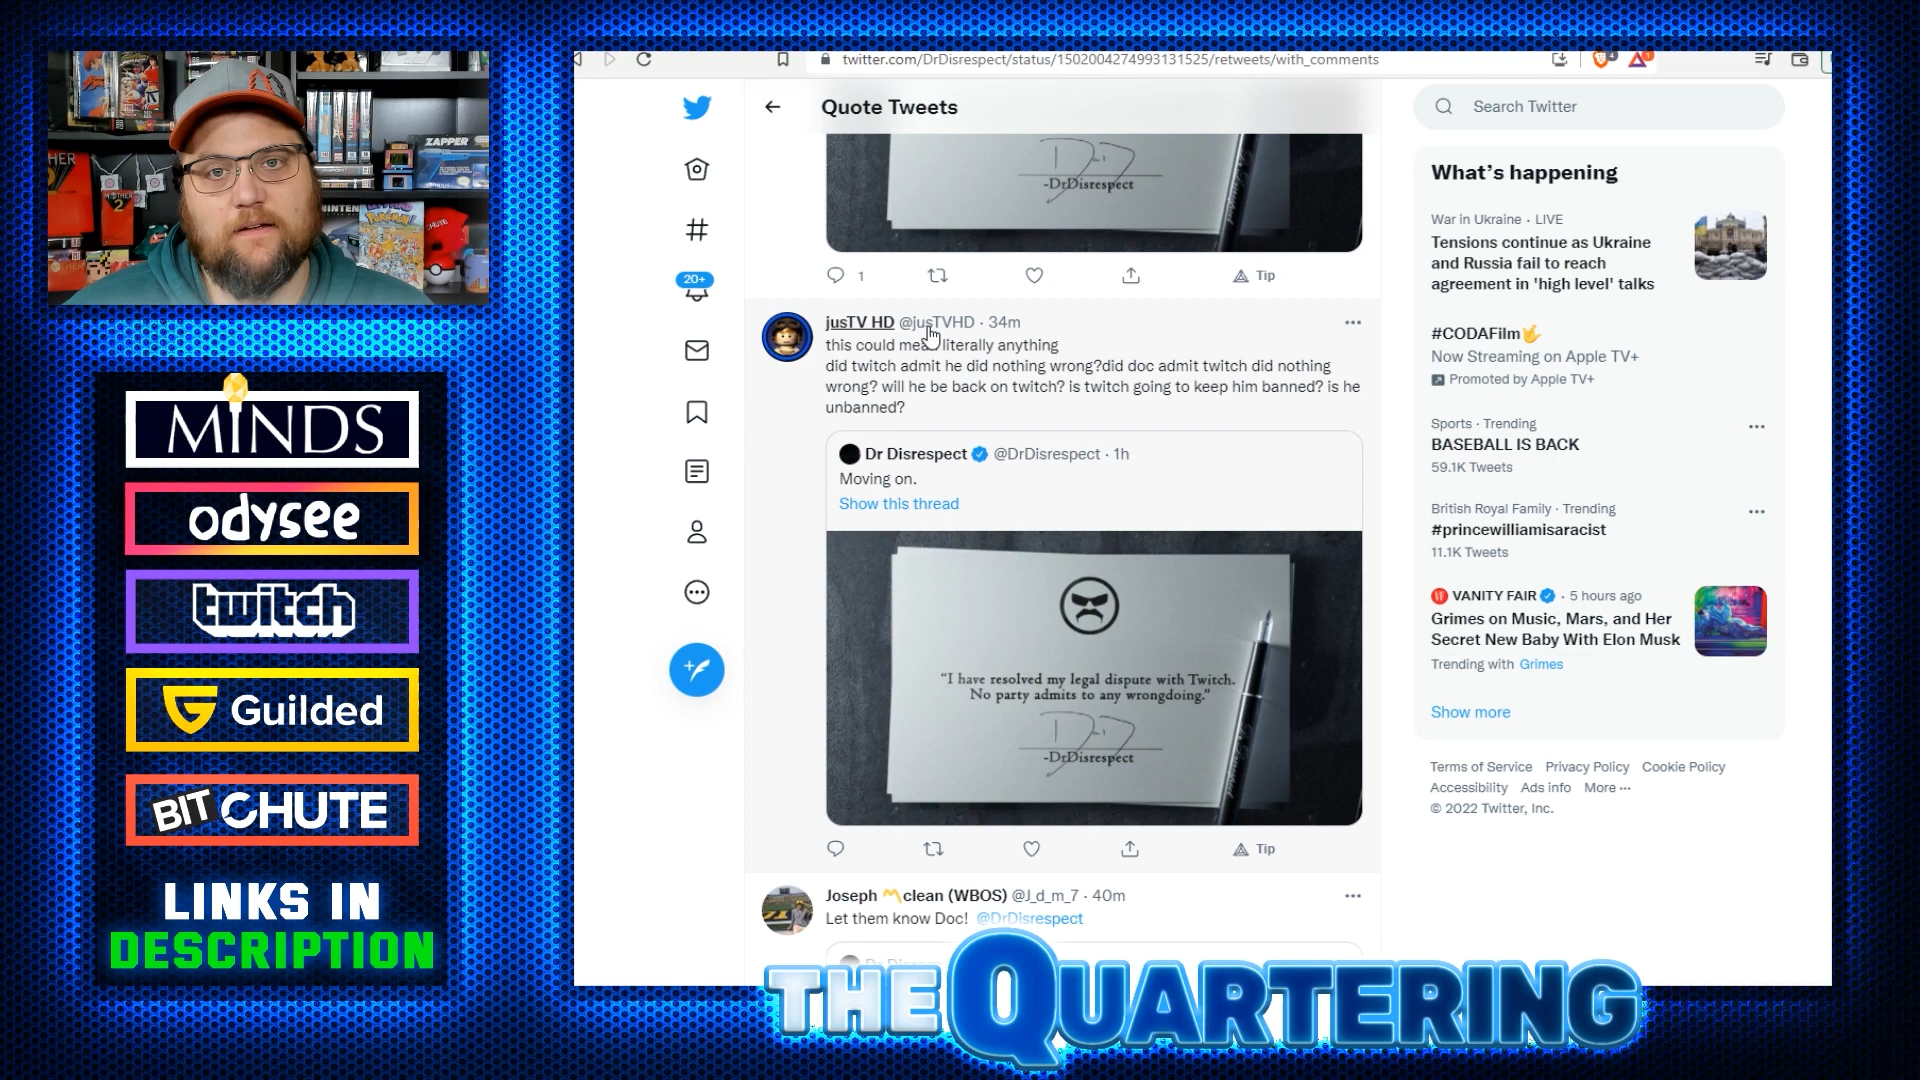 twitter.com/DrDisrespect/status/1502004274993131525/retweets/with_comments
ZAPPER
MOTHER
2
NINTEN
POKéMON
CHUTE
MINDS
odysee
twitch
Guilded
BITCHUTE
LINKS IN
DESCRIPTION
20+
Quote Tweets
-DrDisrespect
1
Tip
jusTV HD @jusTVHD · 34m
this could me literally anything
did twitch admit he did nothing wrong?did doc admit twitch did nothing
wrong? will he be back on twitch? is twitch going to keep him banned? is he
unbanned?
Dr Disrespect @DrDisrespect · 1h
Moving on.
Show this thread
“I have resolved my legal dispute with Twitch.
No party admits to any wrongdoing.”
-DrDisrespect
Tip
Joseph clean (WBOS) @J_d_m_7 · 40m
Let them know Doc! @DrDisrespect
Search Twitter
What’s happening
War in Ukraine · LIVE
Tensions continue as Ukraine
and Russia fail to reach
agreement in 'high level' talks
#CODAFilm
Now Streaming on Apple TV+
Promoted by Apple TV+
Sports · Trending
BASEBALL IS BACK
59.1K Tweets
British Royal Family · Trending
#princewilliamisaracist
11.1K Tweets
VANITY FAIR · 5 hours ago
Grimes on Music, Mars, and Her
Secret New Baby With Elon Musk
Trending with Grimes
Show more
Terms of Service Privacy Policy Cookie Policy
Accessibility Ads info More ···
© 2022 Twitter, Inc.
THE QUARTERING